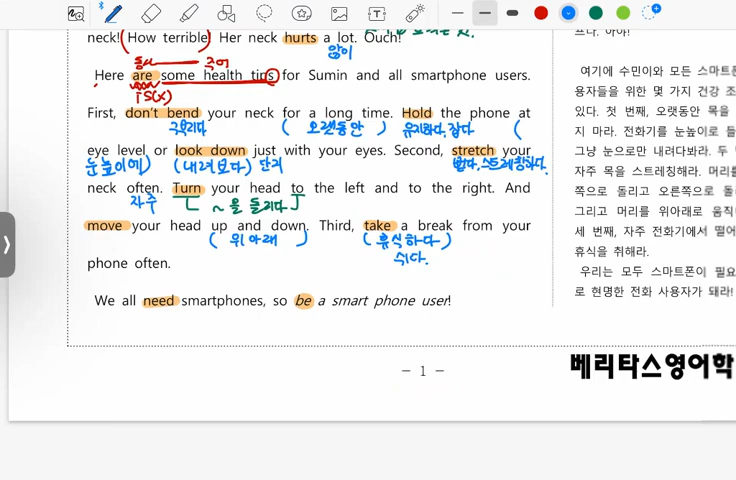 neck! (How terrible) Her neck hurts a lot. Ouch!
많이
동사 주어
Here are some health tips for Sumin and all smartphone users.
is(x)
First, don't bend your neck for a long time. Hold the phone at
구부리다 ( 오랫동안 ) 유지하다, 잡다 (
eye level or look down just with your eyes. Second, stretch your
눈높이에) (내려보다) 단지 뻗다, 스트레칭하다.
neck often. Turn your head to the left and to the right. And
자주 ~을 돌리다
move your head up and down. Third, take a break from your
( 위아래 ) ( 휴식하다 )
쉬다.
phone often.
We all need smartphones, so be a smart phone user!
- 1 -
프다. 아야!
여기에 수민이와 모든 스마트폰
용자들을 위한 몇 가지 건강 조
있다. 첫 번째, 오랫동안 목을
지 마라. 전화기를 눈높이로 들
그냥 눈으로만 내려다봐라. 두
자주 목을 스트레칭해라. 머리를
쪽으로 돌리고 오른쪽으로 돌
그리고 머리를 위아래로 움직
세 번째, 자주 전화기에서 떨어
휴식을 취해라.
우리는 모두 스마트폰이 필요
로 현명한 전화 사용자가 돼라!
베리타스영어학